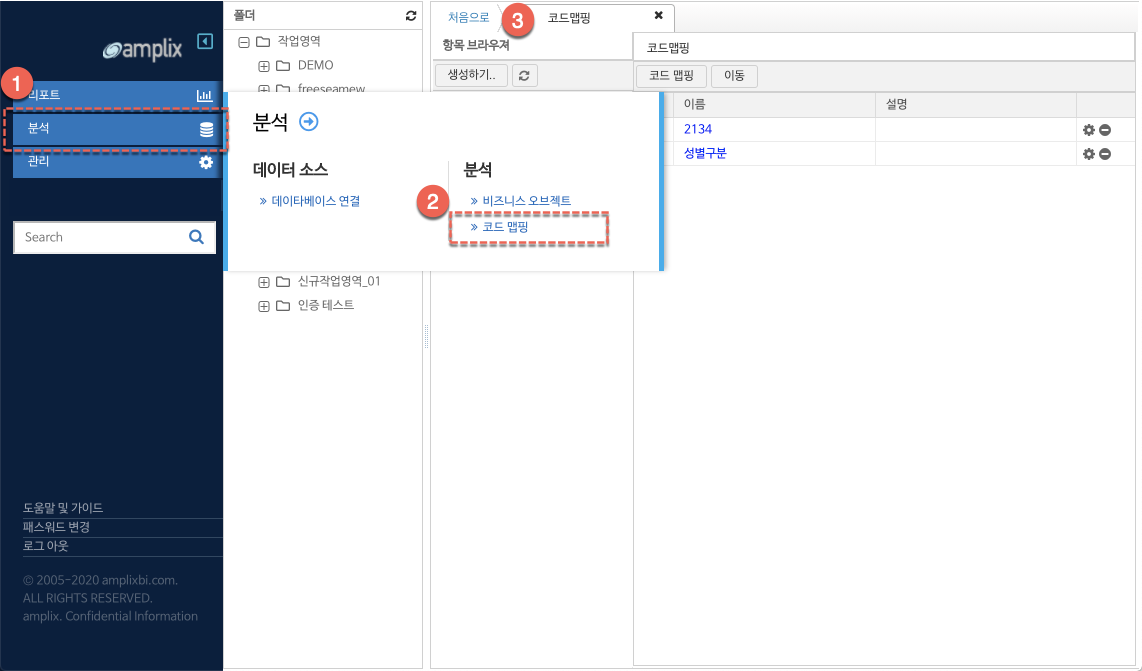 amplix
1
리포트
분석
관리
Search
도움말 및 가이드
패스워드 변경
로그 아웃
© 2005-2020 amplixbi.com.
ALL RIGHTS RESERVED.
amplix. Confidential Information
폴더
작업영역
DEMO
freeseamew
분석
데이터 소스
» 데이타베이스 연결
분석
2
» 비즈니스 오브젝트
» 코드 맵핑
신규작업영역_01
인증 테스트
처음으로
3
코드맵핑
항목 브라우져
생성하기..
코드맵핑
코드 맵핑
이동
이름
설명
2134
성별구분